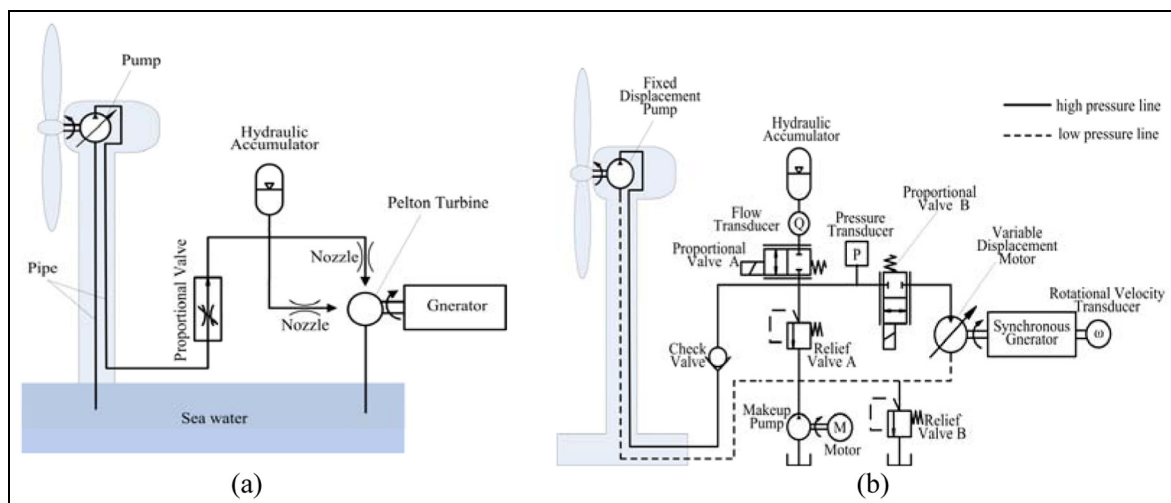 Pump
Hydraulic
Accumulator
Pelton Turbine
Nozzle
Proportional Valve
Pipe
Nozzle
Gnerator
Sea water
(a)
Fixed
Displacement
Pump
Hydraulic
Accumulator
high pressure line
low pressure line
Flow
Transducer
Q
Proportional
Valve A
Pressure
Transducer
P
Proportional
Valve B
Variable
Displacement
Motor
Rotational Velocity
Transducer
Synchronous
Gnerator
ω
Check
Valve
Relief
Valve A
Makeup
Pump
M
Motor
Relief
Valve B
(b)